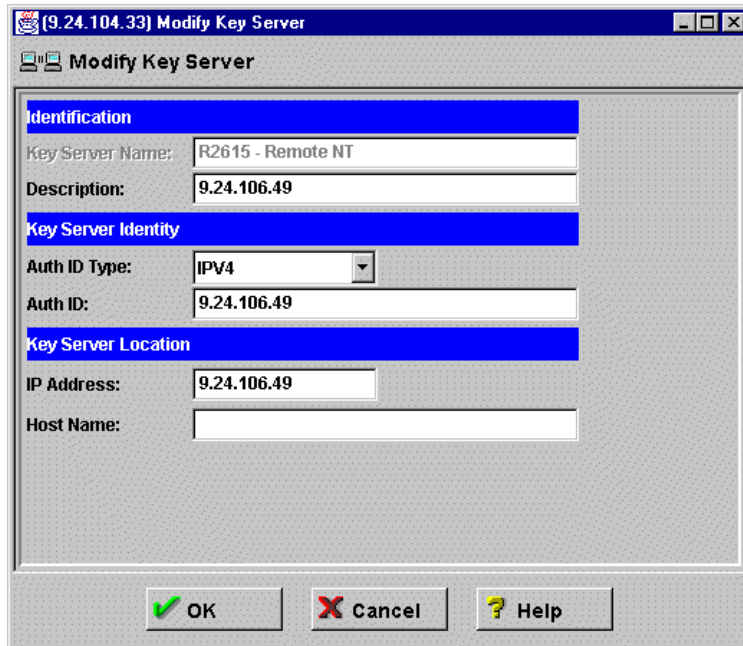 (9.24.104.33) Modify Key Server
Modify Key Server
Identification
Key Server Name: R2615 - Remote NT
Description: 9.24.106.49
Key Server Identity
Auth ID Type: IPV4
Auth ID: 9.24.106.49
Key Server Location
IP Address: 9.24.106.49
Host Name:
OK Cancel Help